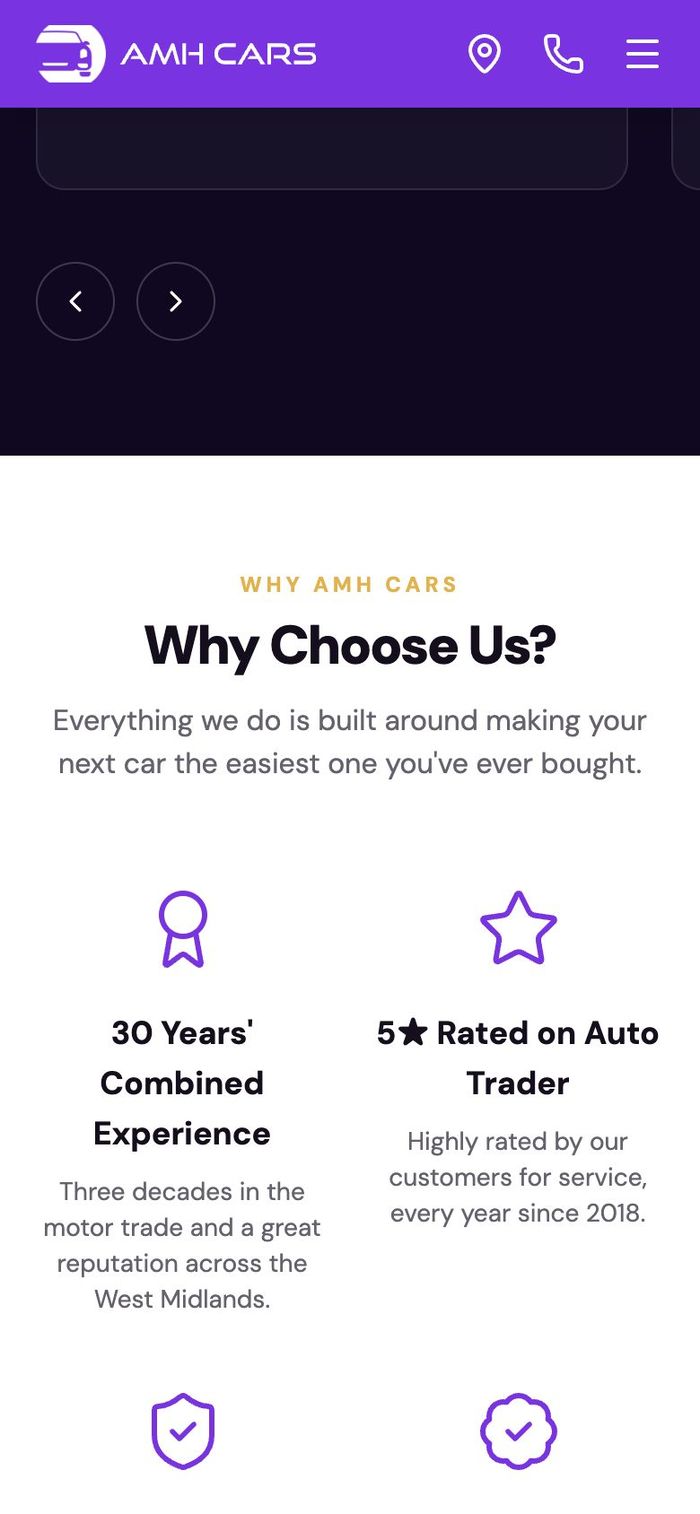 AMH CARS
WHY AMH CARS
Why Choose Us?
Everything we do is built around making your
next car the easiest one you've ever bought.
30 Years'
Combined
Experience
Three decades in the
motor trade and a great
reputation across the
West Midlands.
5★ Rated on Auto
Trader
Highly rated by our
customers for service,
every year since 2018.